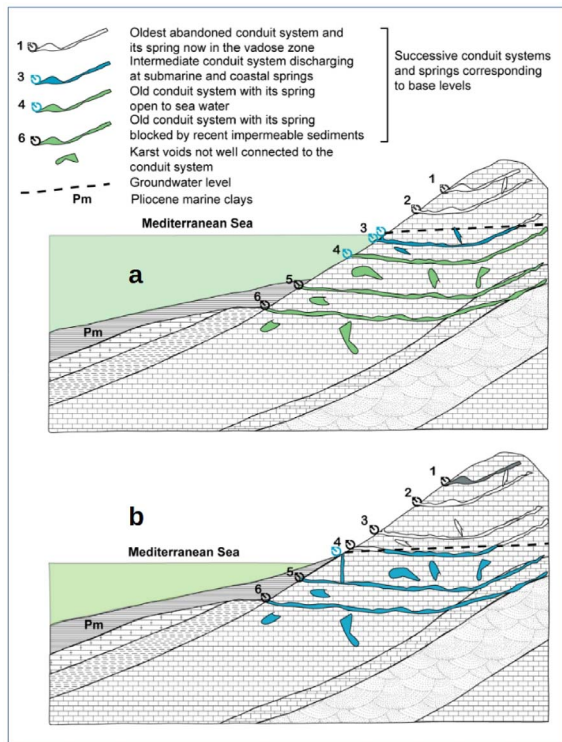 1 Oldest abandoned conduit system and
its spring now in the vadose zone
3 Intermediate conduit system discharging
at submarine and coastal springs
4 Old conduit system with its spring
open to sea water
6 Old conduit system with its spring
blocked by recent impermeable sediments
Karst voids not well connected to the
conduit system
Groundwater level
Pm Pliocene marine clays
Successive conduit systems
and springs corresponding
to base levels
1
2
Mediterranean Sea
3
4
a
5
6
Pm
1
b
2
3
4
Mediterranean Sea
5
6
Pm